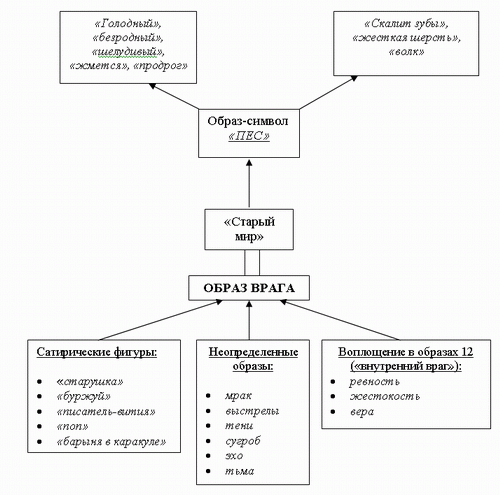 «Голодный»,
«безродный»,
«шелудивый»,
«жмется», «продрог»
«Скалит зубы»,
«жесткая шерсть»,
«волк»
Образ-символ
«ПЕС»
«Старый
мир»
ОБРАЗ ВРАГА
Сатирические фигуры:
• «старушка»
• «буржуй»
• «писатель-вития»
• «поп»
• «барыня в каракуле»
Неопределенные
образы:
• мрак
• выстрелы
• тени
• сугроб
• эхо
• тьма
Воплощение в образах 12
(«внутренний враг»):
• ревность
• жестокость
• вера